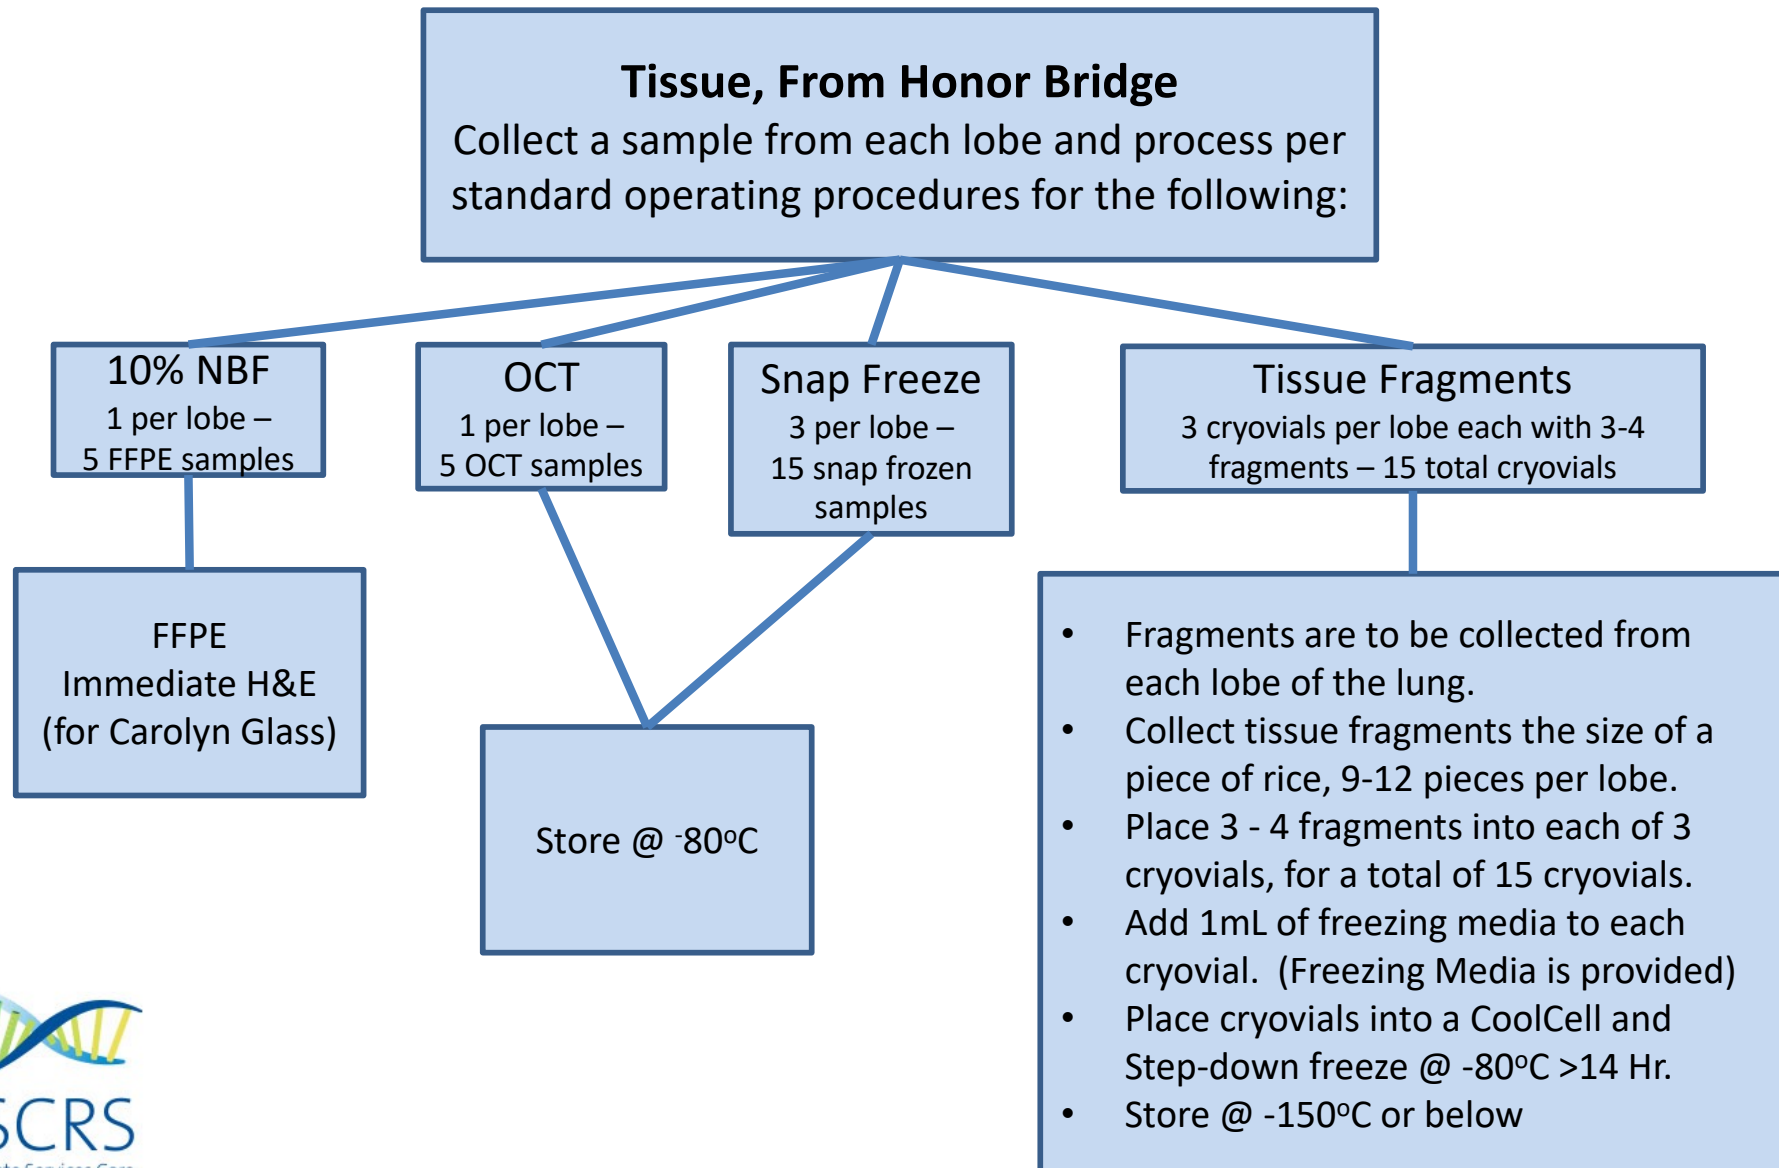 Tissue, From Honor Bridge
Collect a sample from each lobe and process per
standard operating procedures for the following:
10% NBF
1 per lobe –
5 FFPE samples
OCT
1 per lobe –
5 OCT samples
Snap Freeze
3 per lobe –
15 snap frozen
samples
Tissue Fragments
3 cryovials per lobe each with 3-4
fragments – 15 total cryovials
FFPE
Immediate H&E
(for Carolyn Glass)
Store @ -80oC
• Fragments are to be collected from
each lobe of the lung.
• Collect tissue fragments the size of a
piece of rice, 9-12 pieces per lobe.
• Place 3 - 4 fragments into each of 3
cryovials, for a total of 15 cryovials.
• Add 1mL of freezing media to each
cryovial.  (Freezing Media is provided)
• Place cryovials into a CoolCell and
Step-down freeze @ -80oC >14 Hr.
• Store @ -150oC or below
SCRS